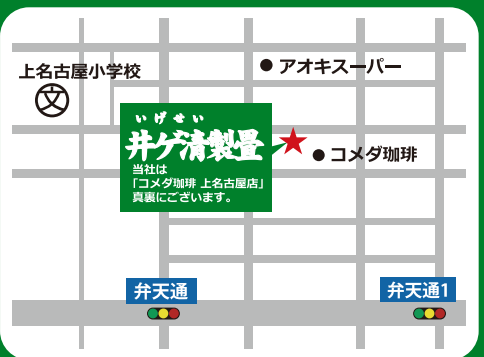 アオキスーパー
上名古屋小学校
文
いげせい
井ゲ清製畳
当社は
「コメダ珈琲 上名古屋店」
真裏にございます。
コメダ珈琲
弁天通
弁天通1